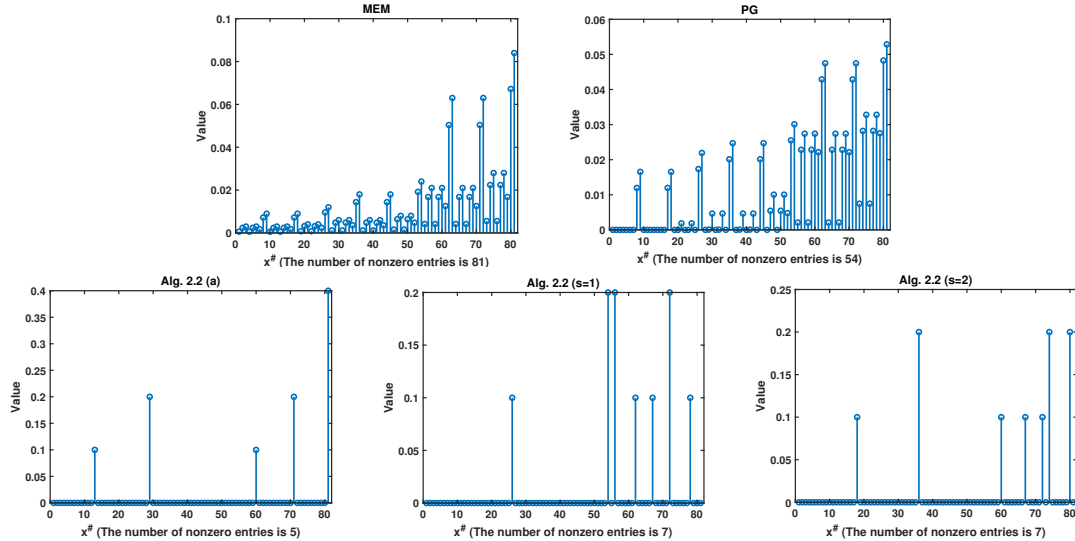 MEM
0.1
0.08
0.06
0.04
0.02
0
Value
0 10 20 30 40 50 60 70 80
x# (The number of nonzero entries is 81)
PG
0.06
0.05
0.04
0.03
0.02
0.01
0
Value
0 10 20 30 40 50 60 70 80
x# (The number of nonzero entries is 54)
Alg. 2.2 (a)
0.4
0.35
0.3
0.25
0.2
0.15
0.1
0.05
0
Value
0 10 20 30 40 50 60 70 80
x# (The number of nonzero entries is 5)
Alg. 2.2 (s=1)
0.2
0.15
0.1
0.05
0
Value
0 10 20 30 40 50 60 70 80
x# (The number of nonzero entries is 7)
Alg. 2.2 (s=2)
0.25
0.2
0.15
0.1
0.05
0
Value
0 10 20 30 40 50 60 70 80
x# (The number of nonzero entries is 7)